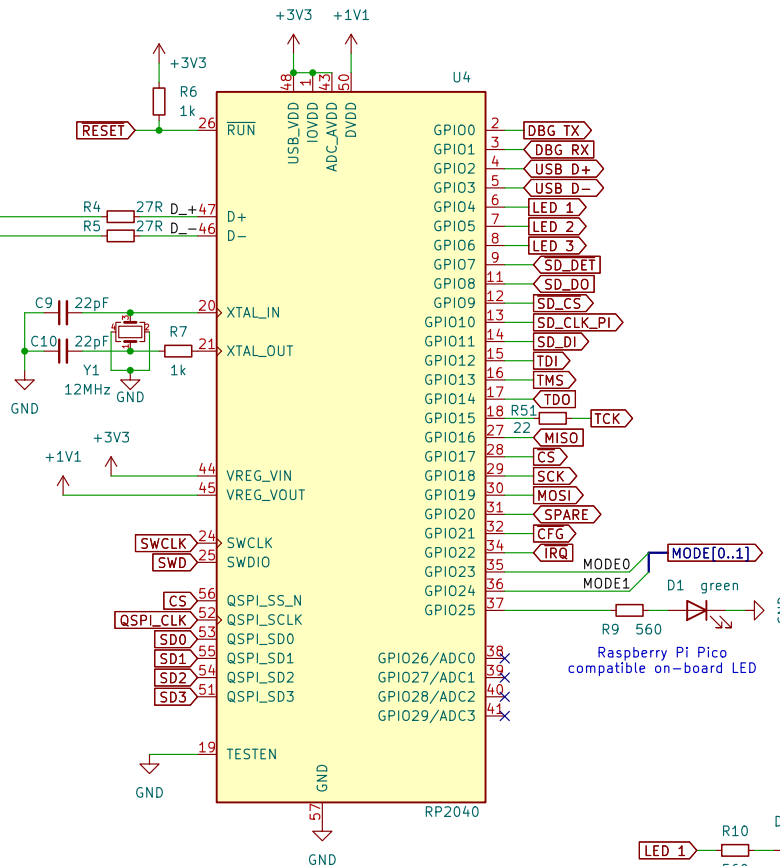 +3V3
+1V1
+3V3
48
1
43
50
U4
R6
1k
RESET
26
RUN
USB_VDD
IOVDD
ADC_AVDD
DVDD
GPIO0
2
DBG TX
GPIO1
3
DBG RX
GPIO2
4
USB D+
GPIO3
5
USB D-
R4
27R
D_+
47
D+
GPIO4
6
LED 1
R5
27R
D_-
46
D-
GPIO5
7
LED 2
GPIO6
8
LED 3
GPIO7
9
SD_DET
GPIO8
11
SD_DO
C9
22pF
3
20
XTAL_IN
GPIO9
12
SD_CS
GPIO10
13
SD_CLK_PI
4
2
R7
C10
22pF
1
21
XTAL_OUT
GPIO11
14
SD_DI
GPIO12
15
TDI
Y1
1k
12MHz
GND
GND
GPIO13
16
TMS
GPIO14
17
TDO
GPIO15
18
R51
22
TCK
+3V3
GPIO16
27
MISO
+1V1
GPIO17
28
CS
44
VREG_VIN
GPIO18
29
SCK
45
VREG_VOUT
GPIO19
30
MOSI
GPIO20
31
SPARE
GPIO21
32
CFG
SWCLK
24
SWCLK
GPIO22
34
IRQ
MODE[0..1]
SWD
25
SWDIO
GPIO23
35
MODE0
GPIO24
36
MODE1
D1 green
CS
56
QSPI_SS_N
GPIO25
37
QSPI_CLK
52
QSPI_SCLK
R9 560
SD0
53
QSPI_SD0
Raspberry Pi Pico
compatible on-board LED
SD1
55
QSPI_SD1
GPIO26/ADC0
38
SD2
54
QSPI_SD2
GPIO27/ADC1
39
SD3
51
QSPI_SD3
GPIO28/ADC2
40
GPIO29/ADC3
41
19
TESTEN
GND
GND
57
RP2040
GND
R10
LED 1